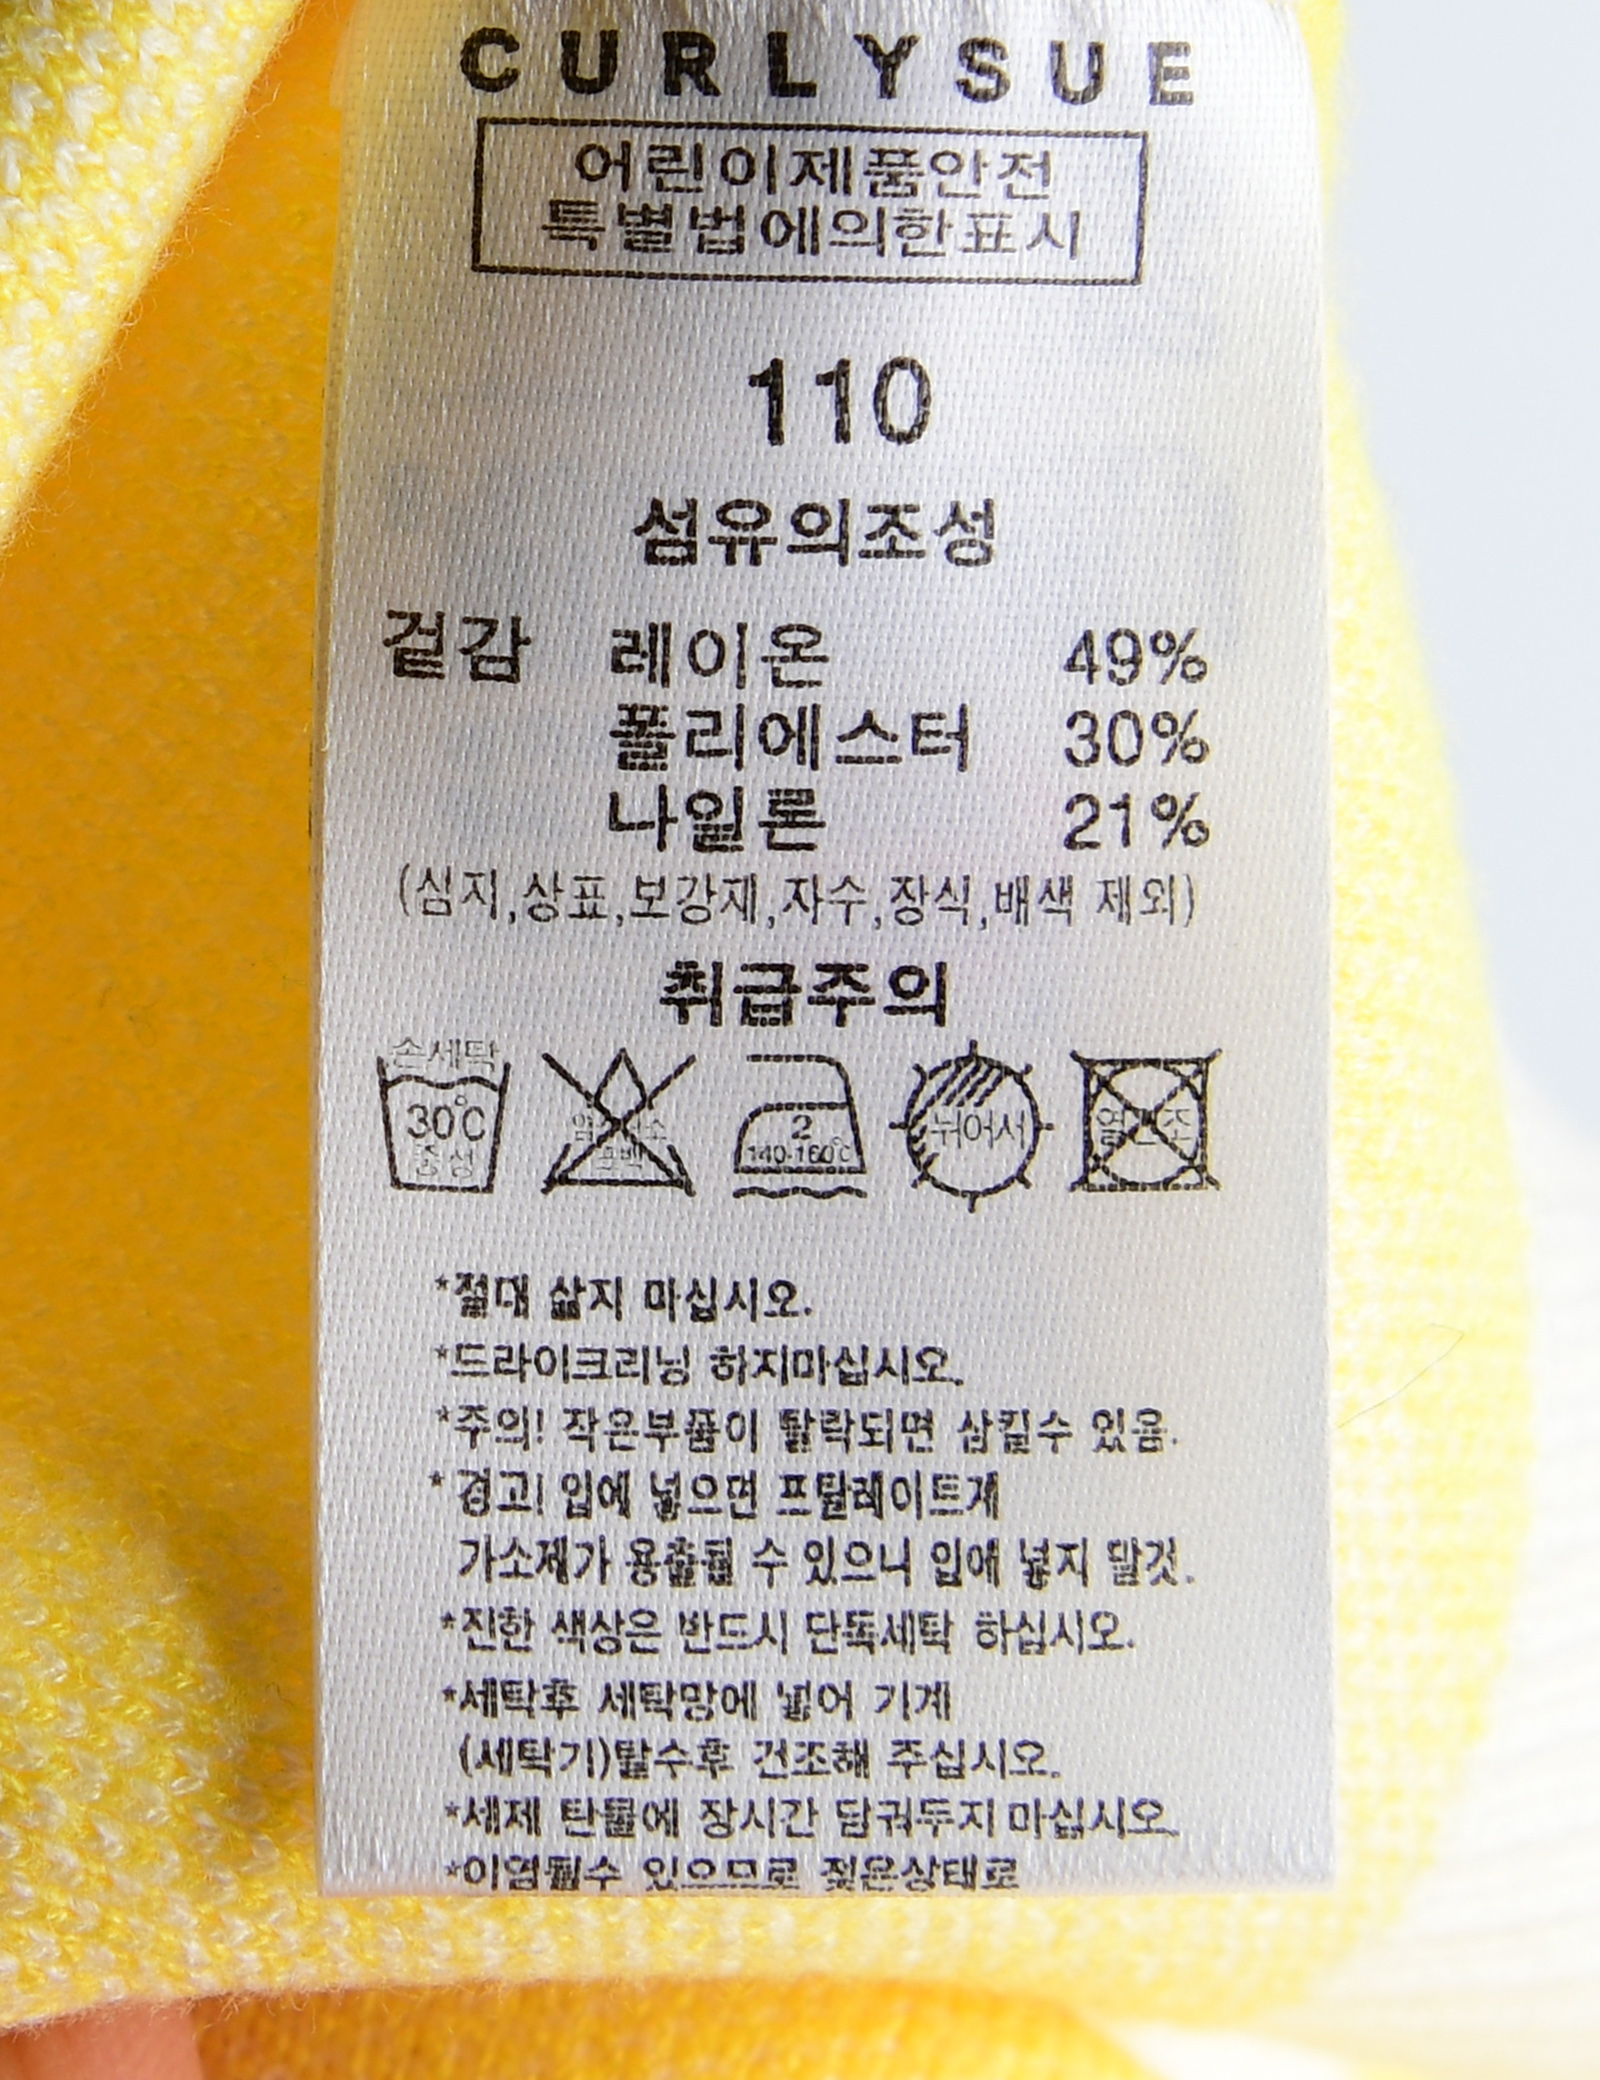 CURLYSUE
어린이제품안전
특별법에의한표시
110
섬유의조성
겉감 레이온 49%
폴리에스터 30%
나일론 21%
(심지,상표,보강재,자수,장식,배색 제외)
취급주의
손세탁
30℃
중성
2
140-160℃
뉘어서
*절대 삶지 마십시오.
*드라이크리닝 하지마십시오.
*주의! 작은부품이 탈락되면 삼킬수 있음.
*경고! 입에 넣으면 프탈레이트계
가소제가 용출될 수 있으니 입에 넣지 말것.
*진한 색상은 반드시 단독세탁 하십시오.
*세탁후 세탁망에 넣어 기계
(세탁기)탈수후 건조해 주십시오.
*세제 탄물에 장시간 담궈두지 마십시오.
*이염될수 있으므로 젖은상태로